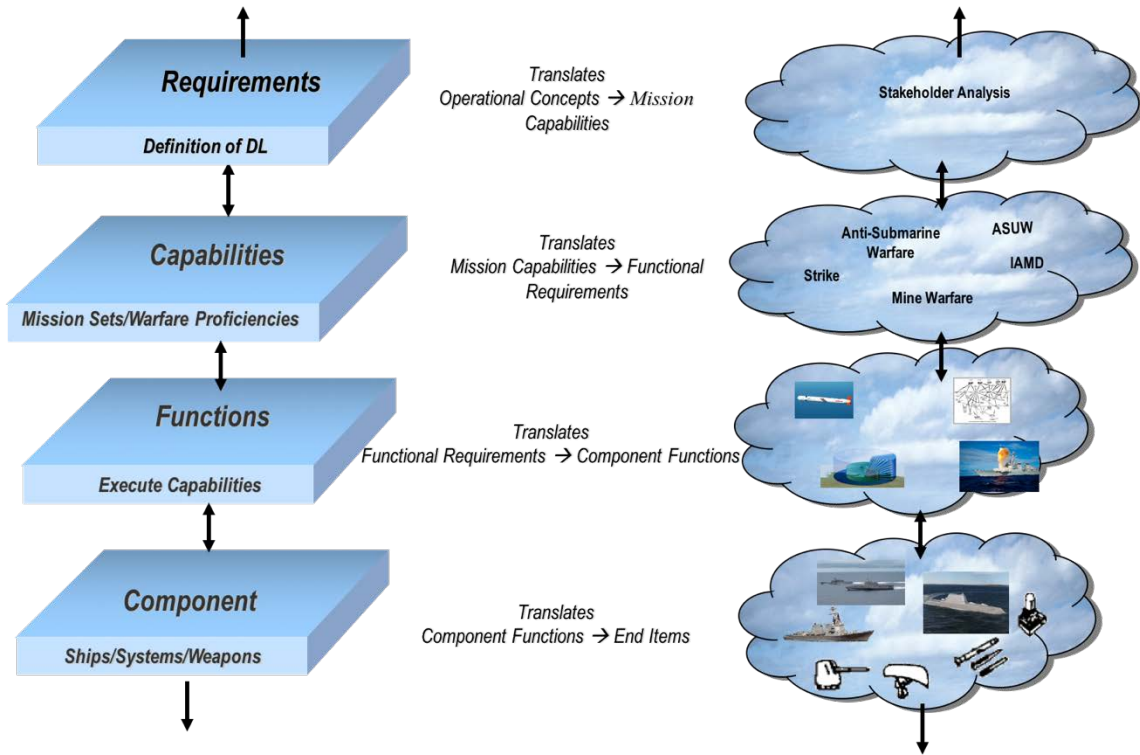 Requirements
Definition of DL
Translates
Operational Concepts → Mission
Capabilities
Stakeholder Analysis
Capabilities
Mission Sets/Warfare Proficiencies
Translates
Mission Capabilities → Functional
Requirements
Anti-Submarine
Warfare
ASUW
Strike
IAMD
Mine Warfare
Functions
Execute Capabilities
Translates
Functional Requirements → Component Functions
Component
Ships/Systems/Weapons
Translates
Component Functions → End Items